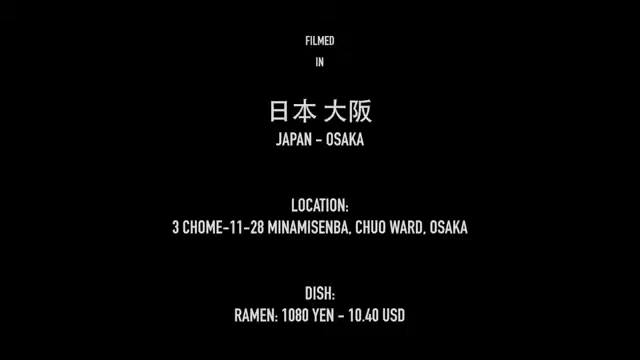 FILMED
IN
日本 大阪
JAPAN - OSAKA
LOCATION:
3 CHOME-11-28 MINAMISENBA, CHUO WARD, OSAKA
DISH:
RAMEN: 1080 YEN - 10.40 USD